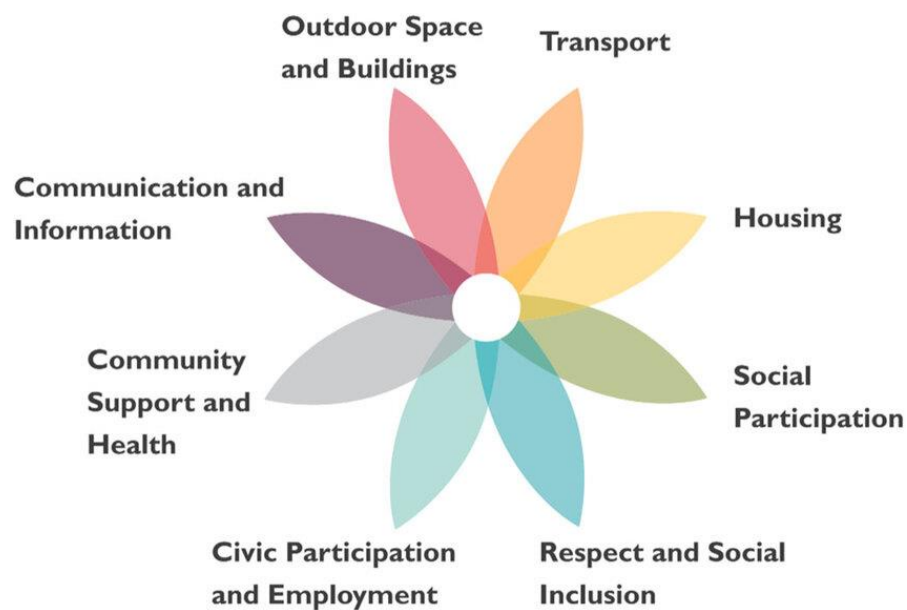 Outdoor Space
and Buildings
Transport
Housing
Social
Participation
Respect and Social
Inclusion
Civic Participation
and Employment
Community
Support and
Health
Communication and
Information